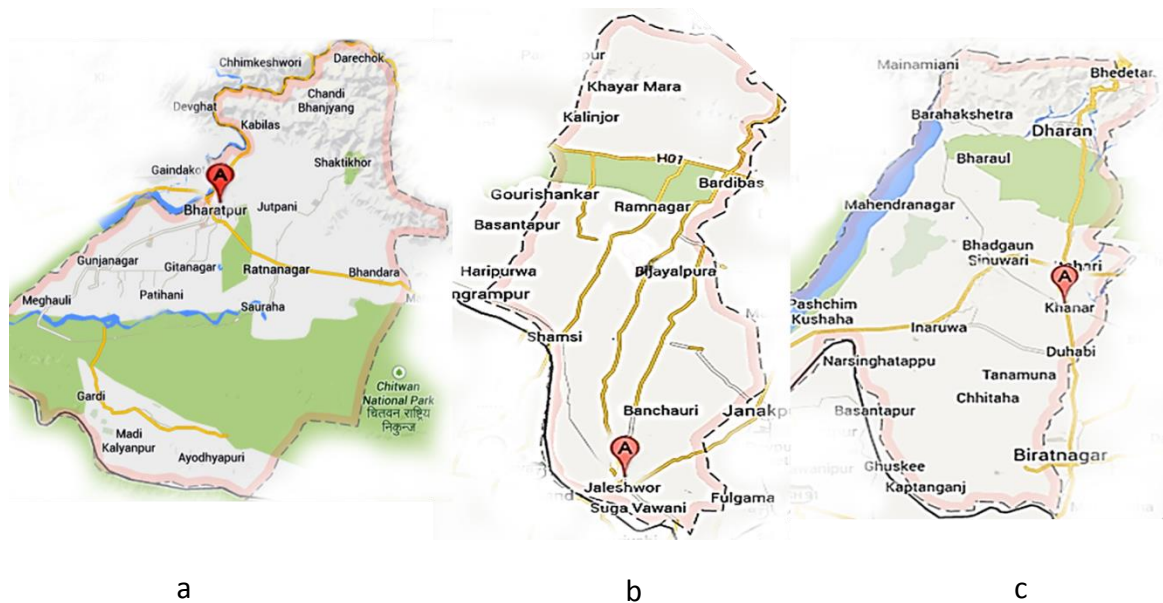 Chhimkeshwori
Darechok
Devghat
Chandi
Bhanjyang
Kabilas
Gaindakot
Shaktikhor
A
Bharatpur
Jutpani
Gunjanagar
Gitanagar
Ratnanagar
Bhandara
Meghauli
Patihani
Sauraha
Chitwan
National Park
चितवन राष्ट्रिय
निकुञ्ज
Gardi
Madi
Kalyanpur
Ayodhyapuri
a
Khayar Mara
Kalinjor
H01
Bardibas
Gourishankar
Ramnagar
Basantapur
Haripurwa
ngrampur
Bijayalpura
Shamsi
Banchauri
Janakp
A
Jaleshwor
Suga Vawani
Fulgama
b
Mainamiani
Bhedetar
Barahakshetra
Dharan
Bharaul
Mahendranagar
Bhadgaun
Sinuwari
Itahari
A
Khanar
Pashchim
Kushaha
Inaruwa
Duhabi
Narsinghatappu
Tanamuna
Chhitaha
Basantapur
Biratnagar
Ghuskee
Kaptanganj
c